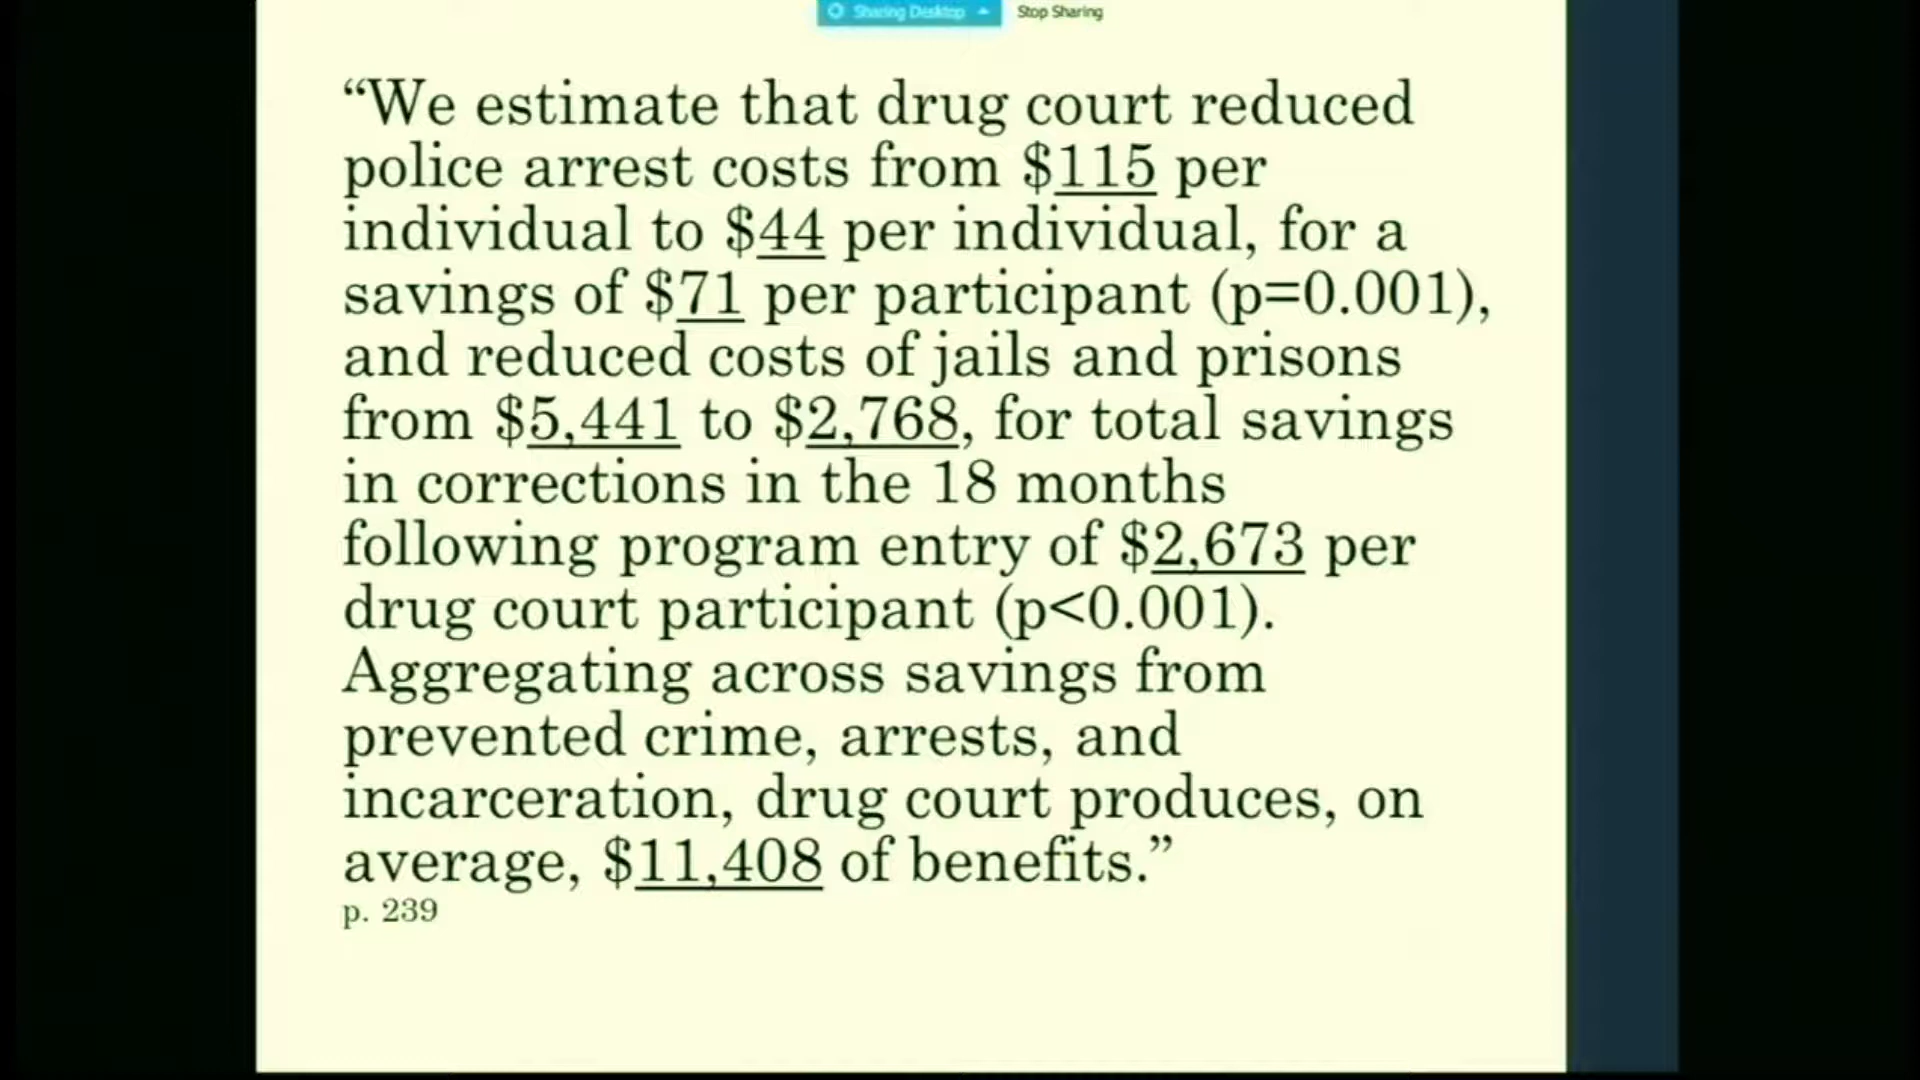 Sharing Desktop Stop Sharing
“We estimate that drug court reduced
police arrest costs from $115 per
individual to $44 per individual, for a
savings of $71 per participant (p=0.001),
and reduced costs of jails and prisons
from $5,441 to $2,768, for total savings
in corrections in the 18 months
following program entry of $2,673 per
drug court participant (p<0.001).
Aggregating across savings from
prevented crime, arrests, and
incarceration, drug court produces, on
average, $11,408 of benefits.”
p. 239